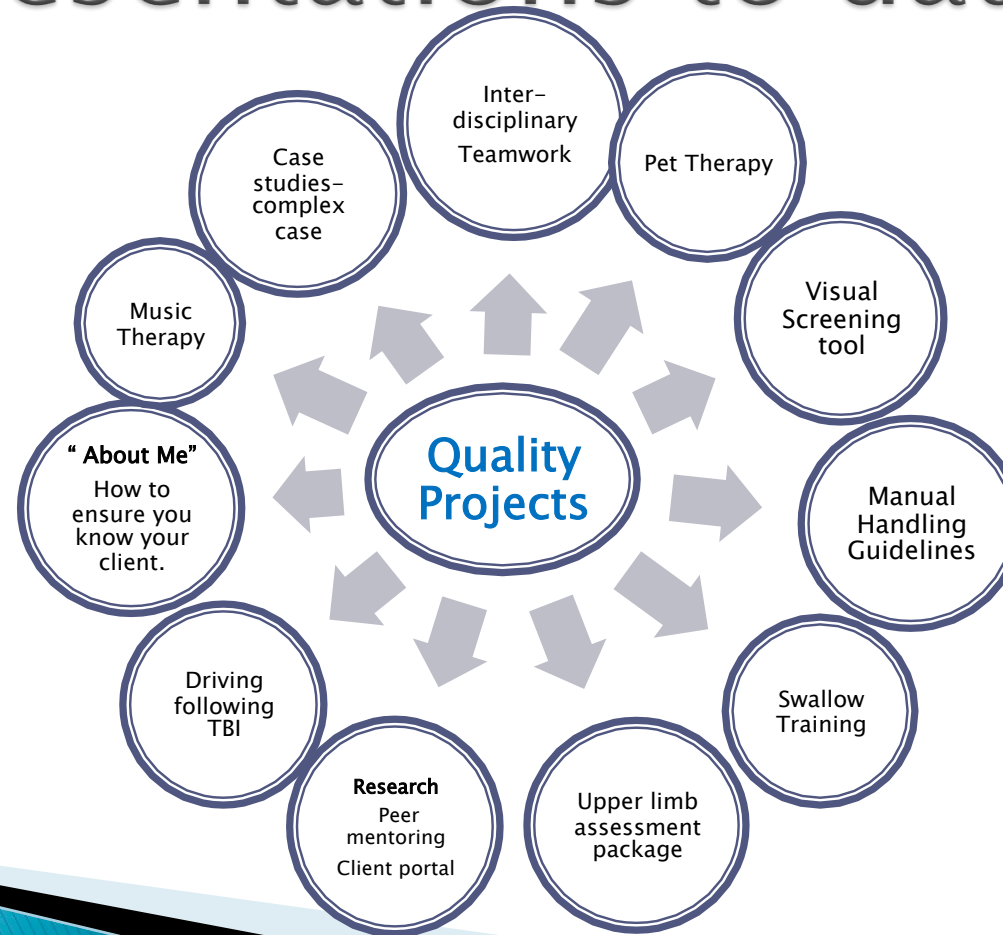 Quality
Projects
Inter-
disciplinary
Teamwork
Pet Therapy
Visual
Screening
tool
Manual
Handling
Guidelines
Swallow
Training
Upper limb
assessment
package
Research
Peer
mentoring
Client portal
Driving
following
TBI
“ About Me”
How to
ensure you
know your
client.
Music
Therapy
Case
studies-
complex
case